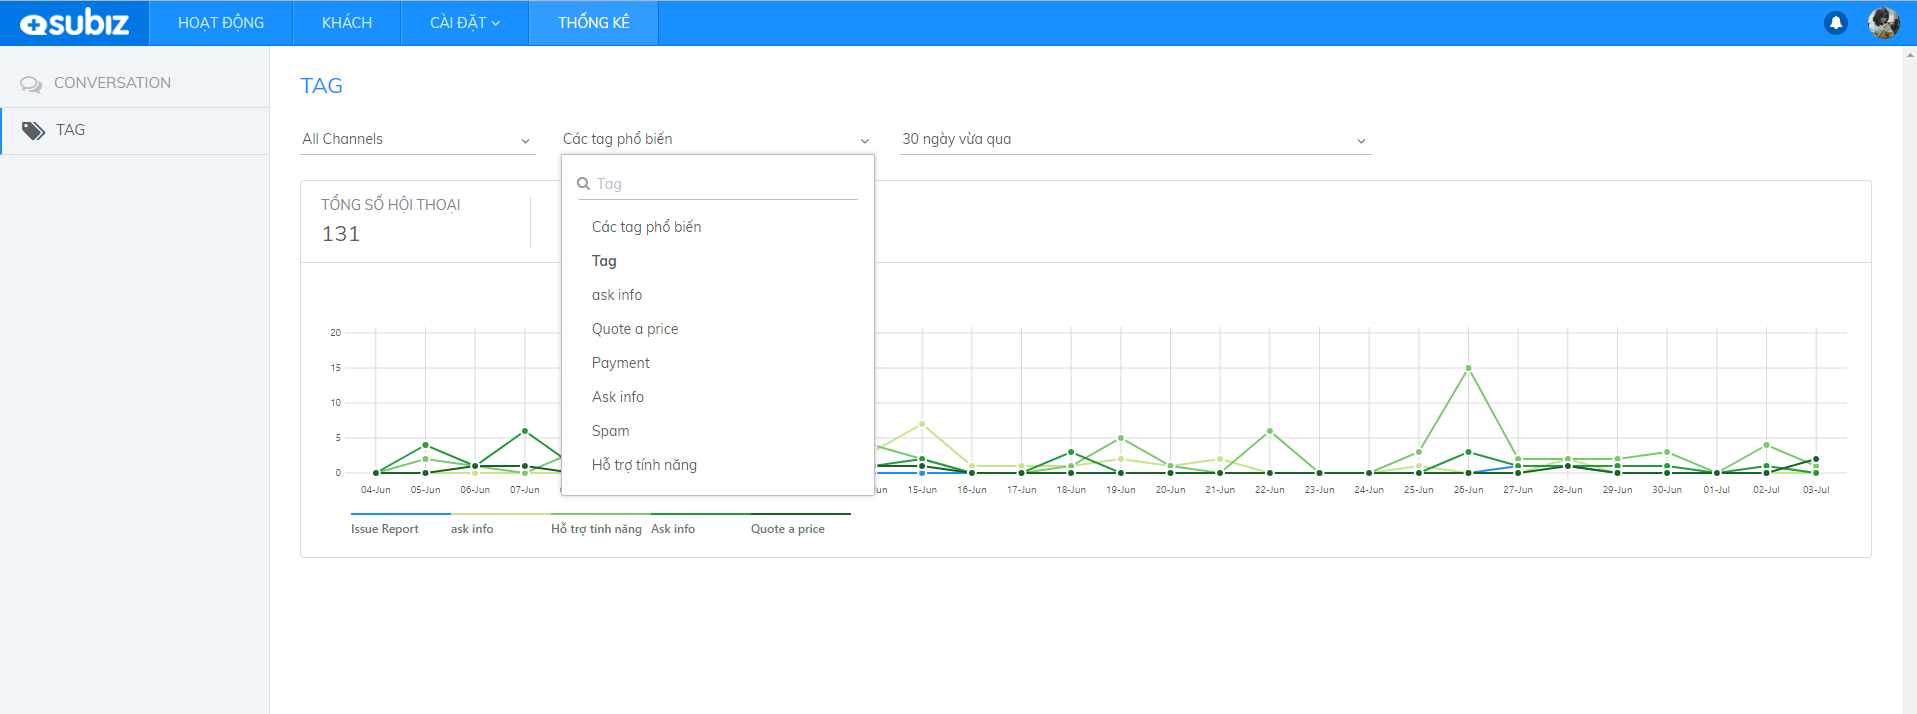 subiz
HOẠT ĐỘNG
KHÁCH
CÀI ĐẶT
THỐNG KÊ
CONVERSATION
TAG
TAG
All Channels
Các tag phổ biến
30 ngày vừa qua
Tag
Các tag phổ biến
Tag
ask info
Quote a price
Payment
Ask info
Spam
Hỗ trợ tính năng
TỔNG SỐ HỘI THOẠI
131
20
15
10
5
0
04-Jun 05-Jun 06-Jun 07-Jun 15-Jun 16-Jun 17-Jun 18-Jun 19-Jun 20-Jun 21-Jun 22-Jun 23-Jun 24-Jun 25-Jun 26-Jun 27-Jun 28-Jun 29-Jun 30-Jun 01-Jul 02-Jul 03-Jul
Issue Report ask info Hỗ trợ tính năng Ask info Quote a price